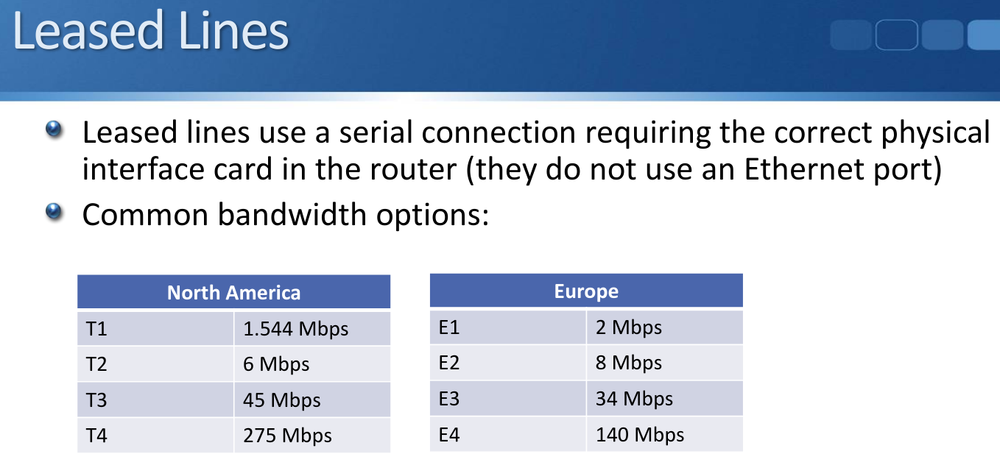 Leased Lines
Leased lines use a serial connection requiring the correct physical
interface card in the router (they do not use an Ethernet port)
Common bandwidth options:
North America
T1 1.544 Mbps
T2 6 Mbps
T3 45 Mbps
T4 275 Mbps
Europe
E1 2 Mbps
E2 8 Mbps
E3 34 Mbps
E4 140 Mbps